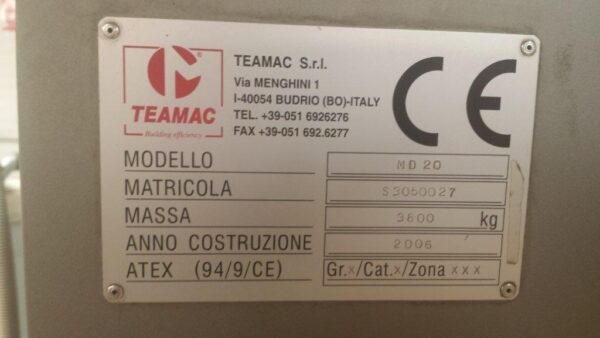 TEAMAC
Building efficiency
TEAMAC S.r.l.
Via MENGHINI 1
I-40054 BUDRIO (BO)-ITALY
TEL. +39-051 6926276
FAX +39-051 692.6277
CE
MODELLO MD 20
MATRICOLA S3060027
MASSA 3800 kg
ANNO COSTRUZIONE 2006
ATEX (94/9/CE) Gr.x/Cat.x/Zona xxx